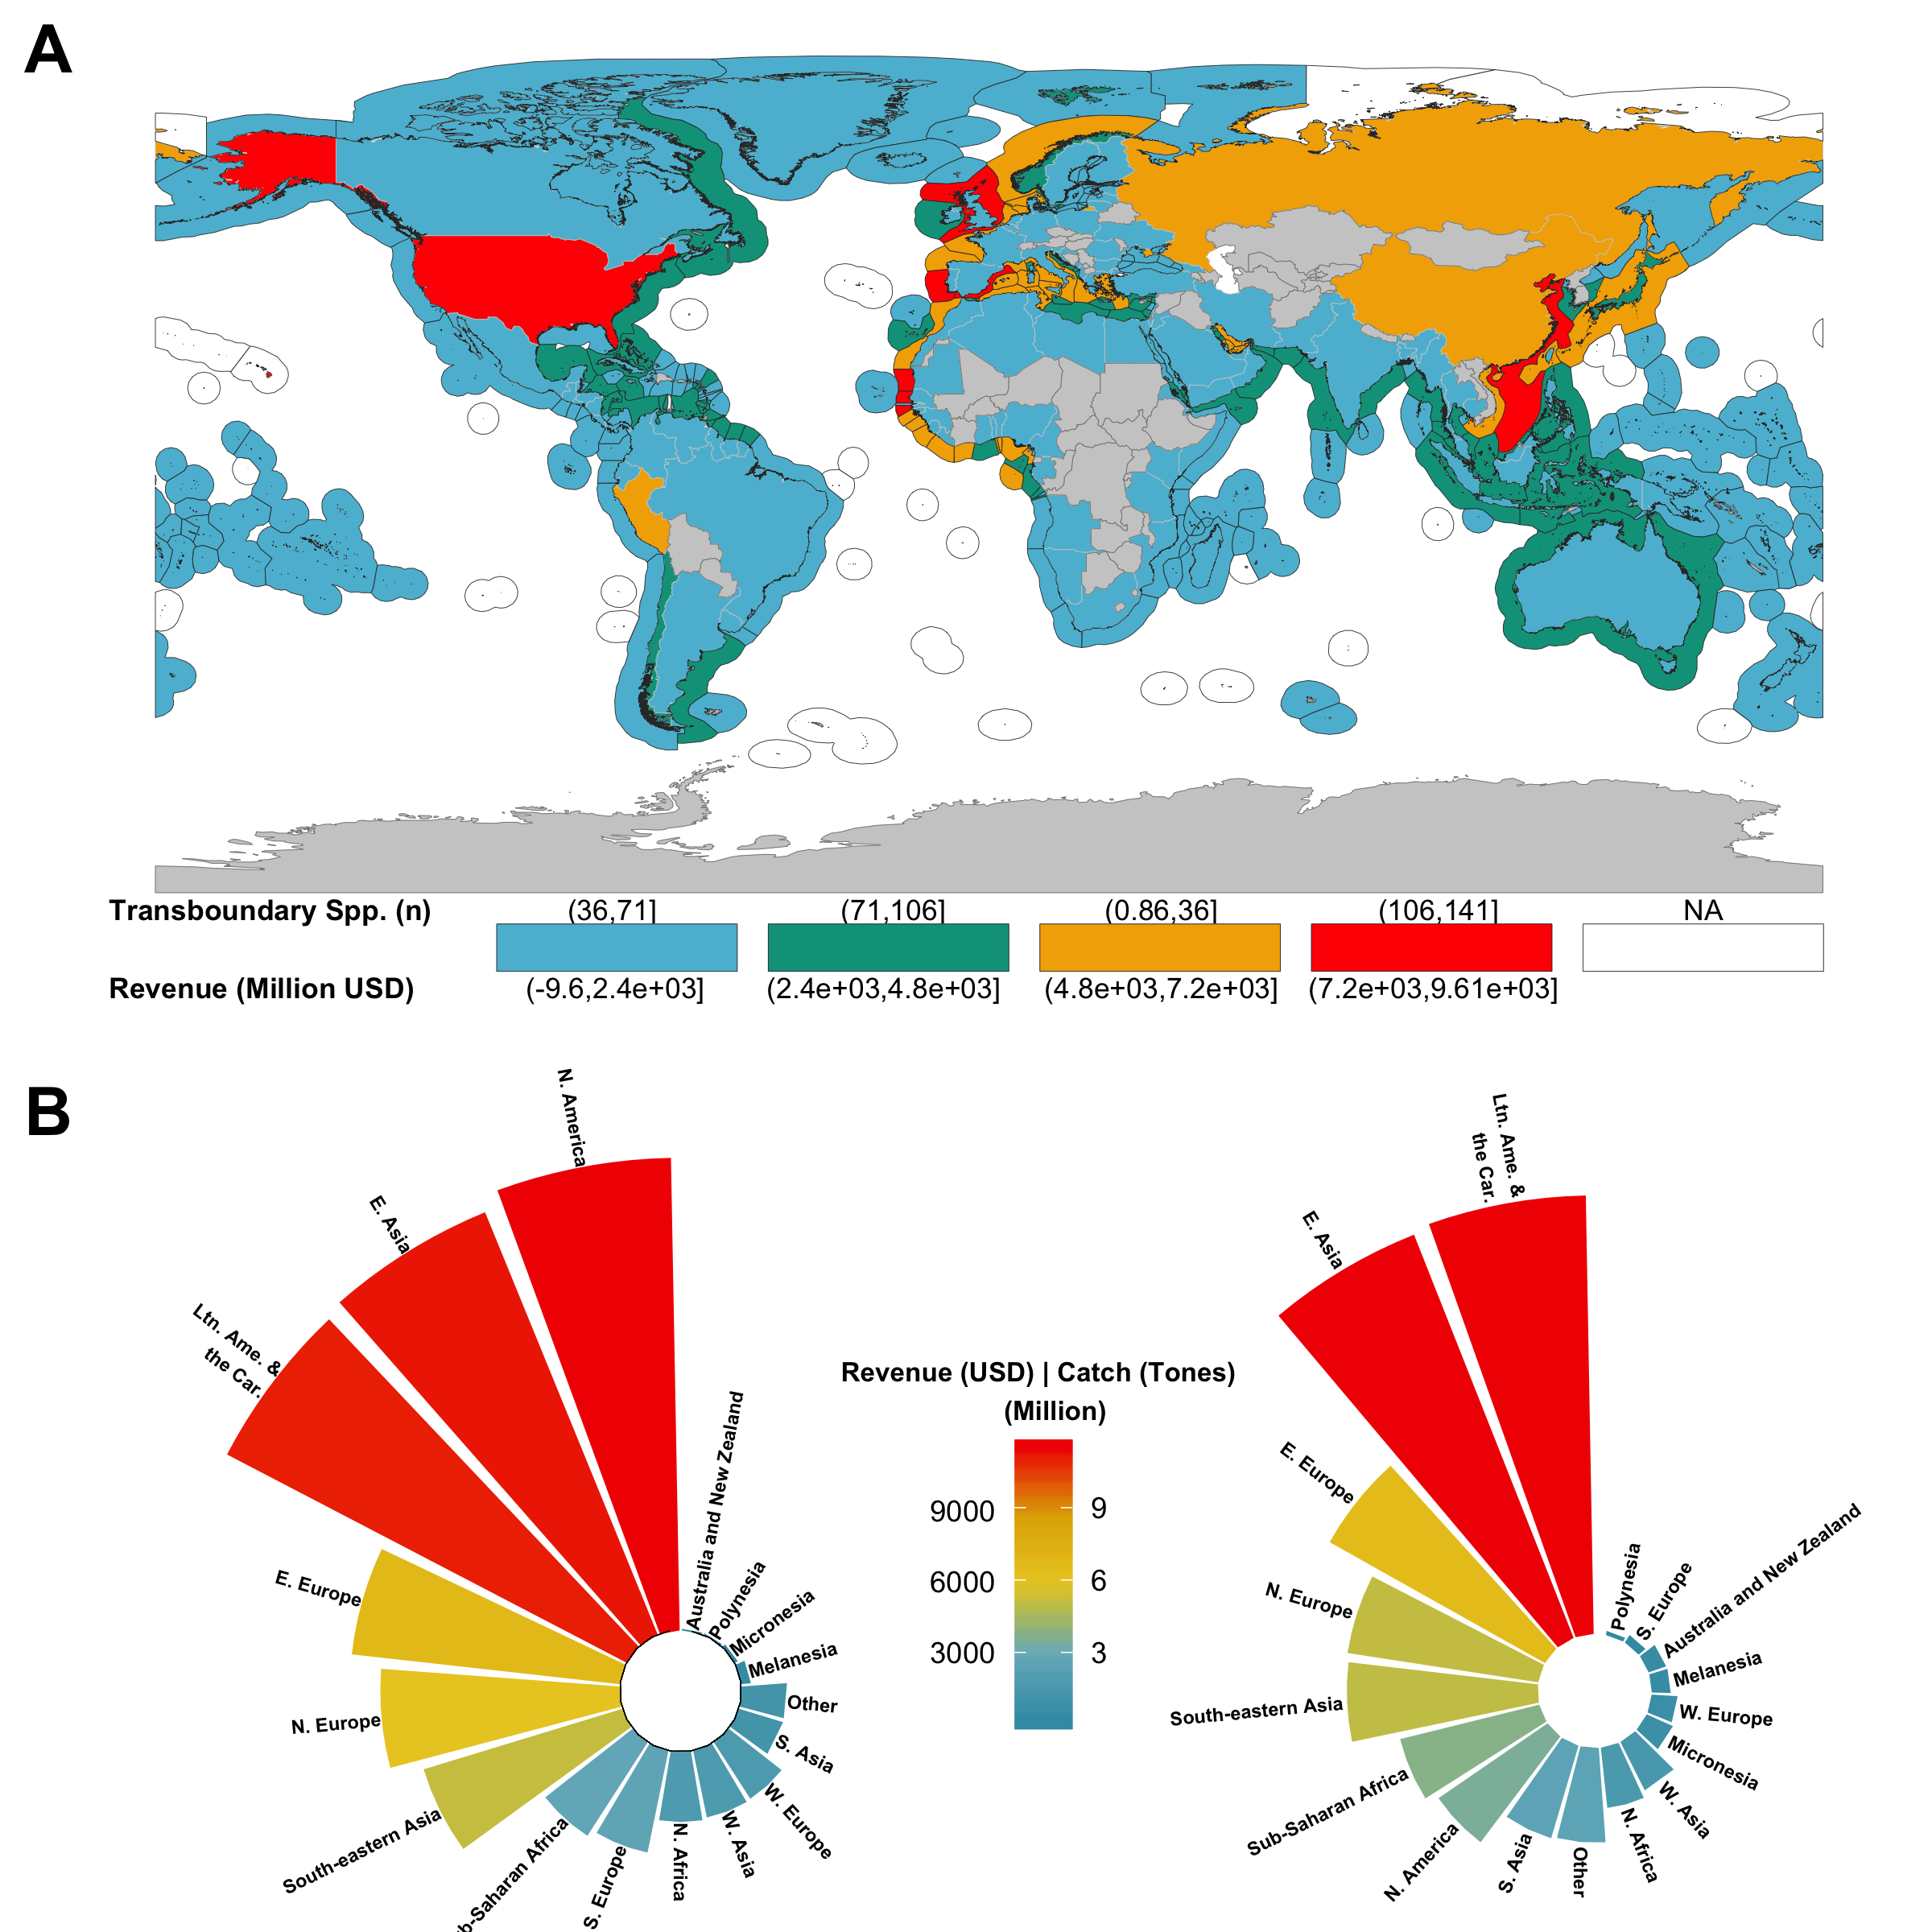 A
Transboundary Spp. (n)
(36,71]
(71,106]
(0.86,36]
(106,141]
NA
Revenue (Million USD)
(-9.6,2.4e+03]
(2.4e+03,4.8e+03]
(4.8e+03,7.2e+03]
(7.2e+03,9.61e+03]
B
N. America
E. Asia
Ltn. Ame. &
the Car.
E. Europe
N. Europe
South-eastern Asia
b-Saharan Africa
S. Europe
N. Africa
W. Asia
W. Europe
S. Asia
Other
Melanesia
Micronesia
Polynesia
Australia and New Zealand
Revenue (USD) | Catch (Tones)
(Million)
9000
9
6000
6
3000
3
Ltn. Ame. &
the Car.
E. Asia
E. Europe
N. Europe
South-eastern Asia
Sub-Saharan Africa
N. America
S. Asia
Other
N. Africa
W. Asia
Micronesia
W. Europe
Melanesia
Australia and New Zealand
S. Europe
Polynesia